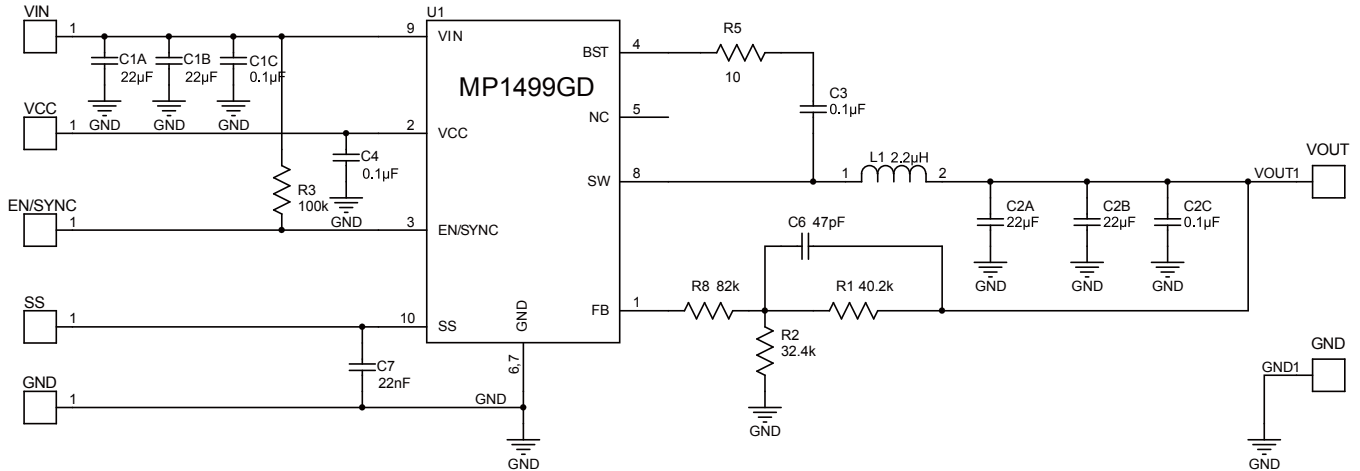 VIN
1
C1A
22µF
GND
C1B
22µF
GND
C1C
0.1µF
GND
VCC
1
C4
0.1µF
GND
R3
100k
EN/SYNC
1
SS
1
C7
22nF
GND
1
GND
GND
U1
MP1499GD
9
VIN
2
VCC
3
EN/SYNC
10
SS
GND
6,7
BST
4
NC
5
SW
8
FB
1
R5
10
C3
0.1µF
1
L1 2.2µH
2
C6 47pF
R8 82k
R1 40.2k
R2
32.4k
GND
C2A
22µF
GND
C2B
22µF
GND
C2C
0.1µF
GND
VOUT1
VOUT
1
GND1
GND
1
GND